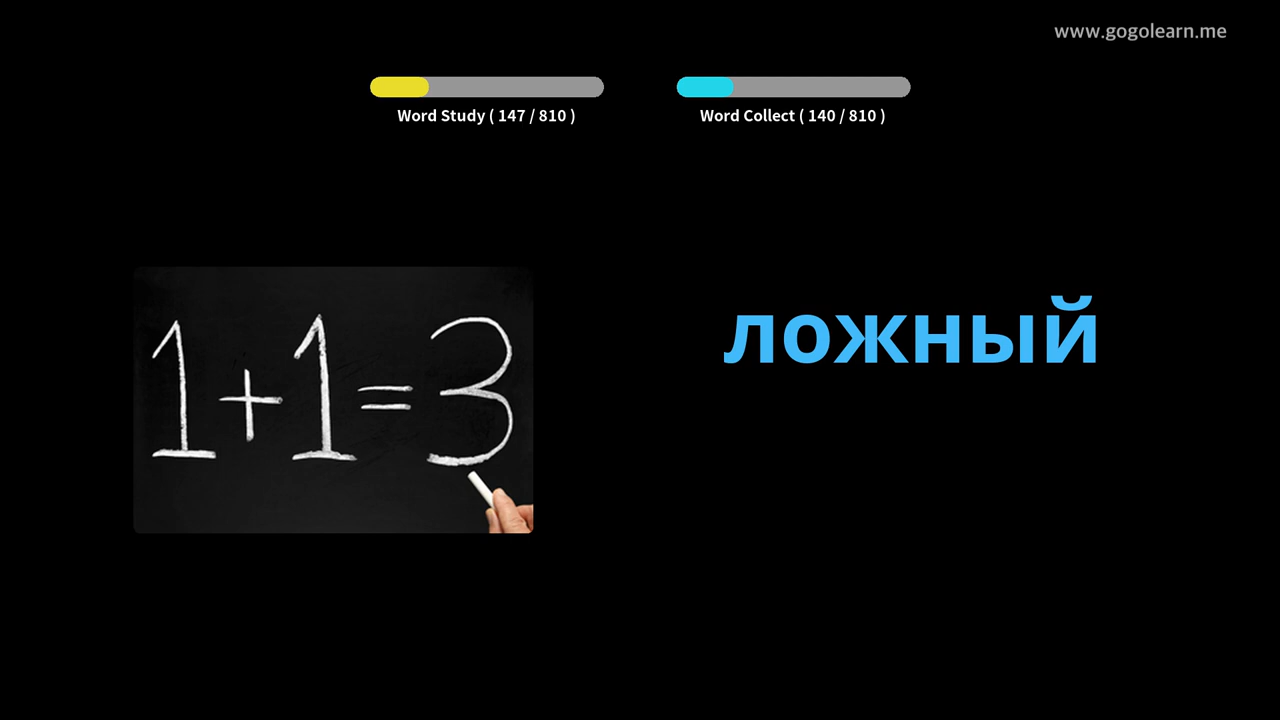 www.gogolearn.me
Word Study ( 147 / 810 )
Word Collect ( 140 / 810 )
1+1=3
ложный